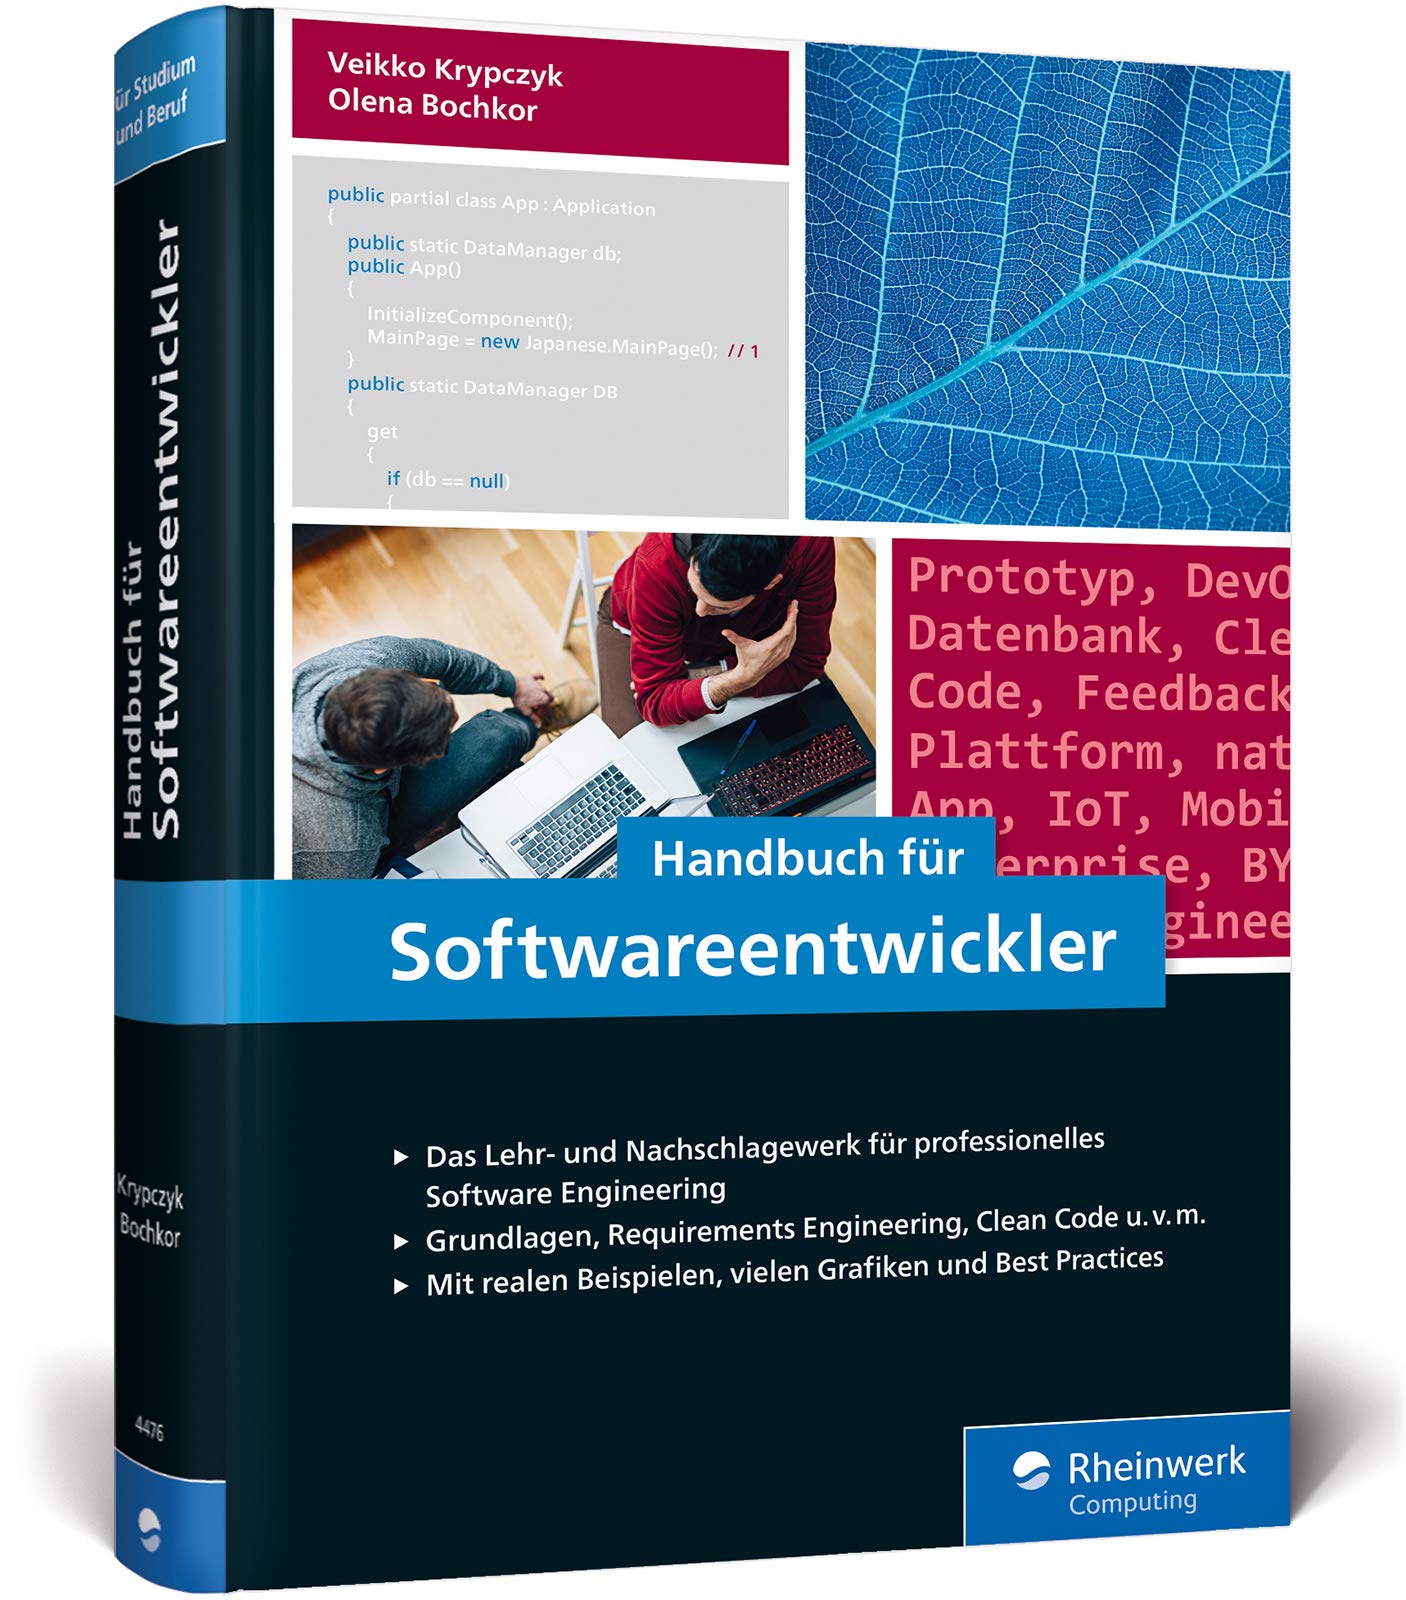 für Studium
und Beruf
Handbuch für
Softwareentwickler
Krypczyk
Bochkor
4476
Veikko Krypczyk
Olena Bochkor
public partial class App : Application
{
public static DataManager db;
public App()
{
InitializeComponent();
MainPage = new Japanese.MainPage(); // 1
}
public static DataManager DB
{
get
{
if (db == null)
{
Prototyp, DevO
Datenbank, Cle
Code, Feedback
Plattform, nat
App, IoT, Mobi
erprise, BY
ginee
Handbuch für
Softwareentwickler
► Das Lehr- und Nachschlagewerk für professionelles
Software Engineering
► Grundlagen, Requirements Engineering, Clean Code u. v. m.
► Mit realen Beispielen, vielen Grafiken und Best Practices
Rheinwerk
Computing